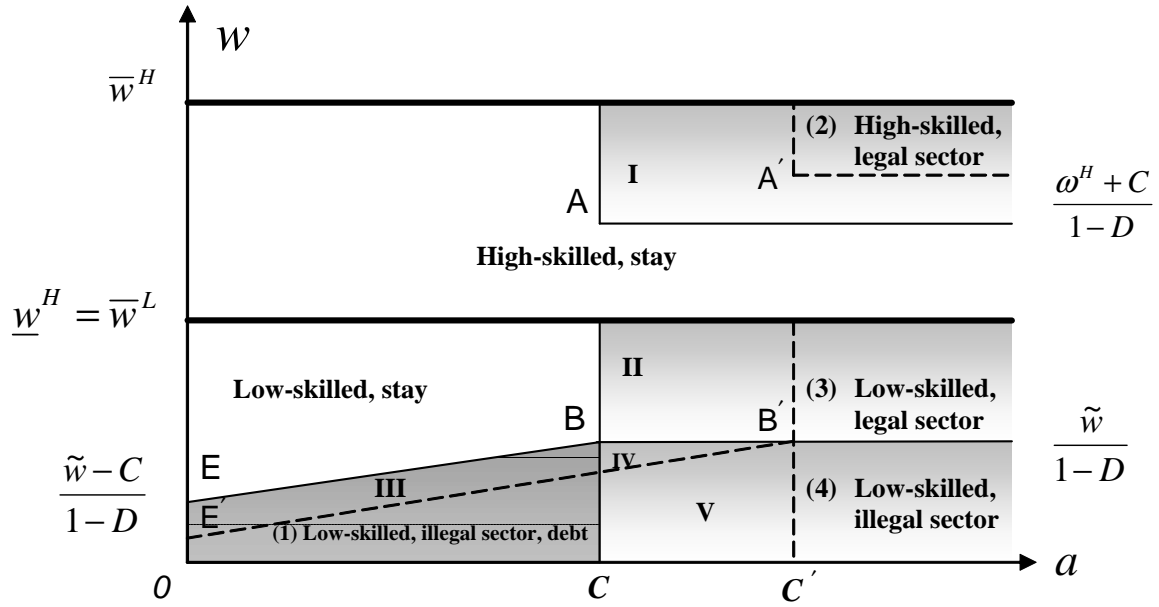 w
w̅ᴴ
(2) High-skilled,
legal sector
I
A′
A
ωᴴ + C
1 − D
High-skilled, stay
w̲ᴴ = w̅ᴸ
II
Low-skilled, stay
(3) Low-skilled,
legal sector
B
B′
w̃
1 − D
E
IV
w̃ − C
1 − D
III
E′
V
(4) Low-skilled,
illegal sector
(1) Low-skilled, illegal sector, debt
0
C
C′
a